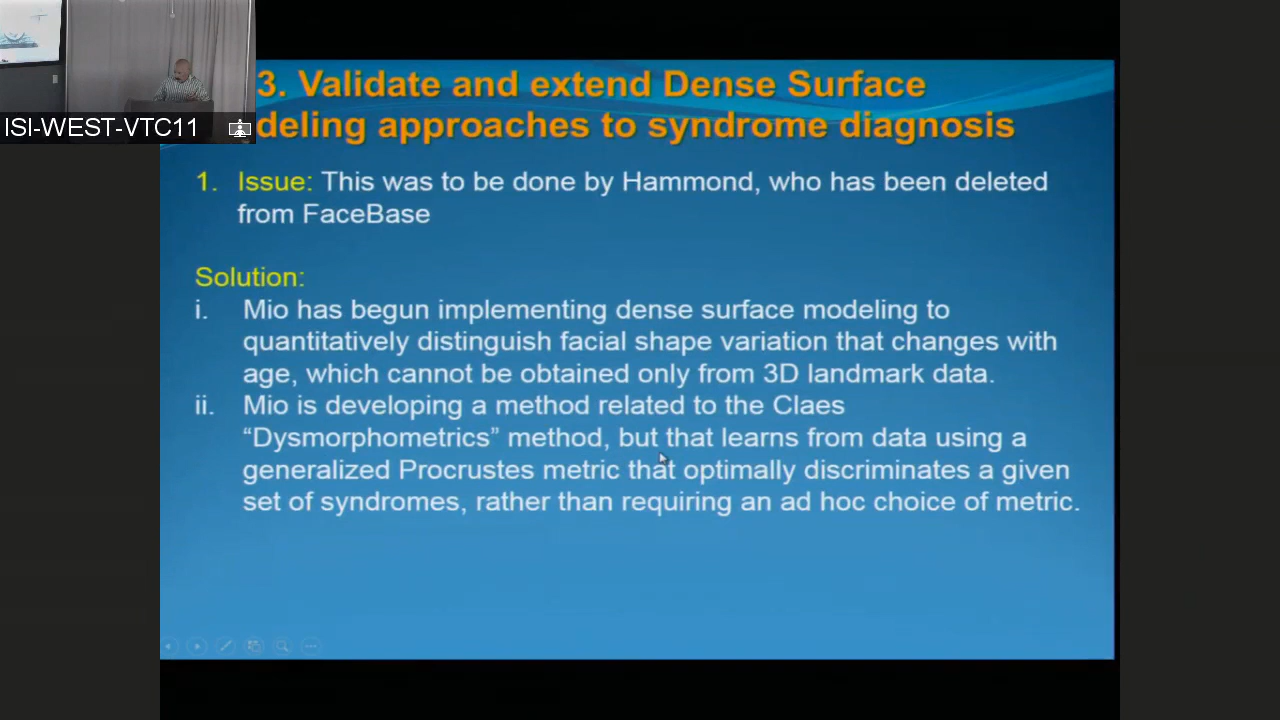 ISI-WEST-VTC11
3. Validate and extend Dense Surface
deling approaches to syndrome diagnosis
1. Issue: This was to be done by Hammond, who has been deleted
from FaceBase
Solution:
i. Mio has begun implementing dense surface modeling to
quantitatively distinguish facial shape variation that changes with
age, which cannot be obtained only from 3D landmark data.
ii. Mio is developing a method related to the Claes
“Dysmorphometrics” method, but that learns from data using a
generalized Procrustes metric that optimally discriminates a given
set of syndromes, rather than requiring an ad hoc choice of metric.